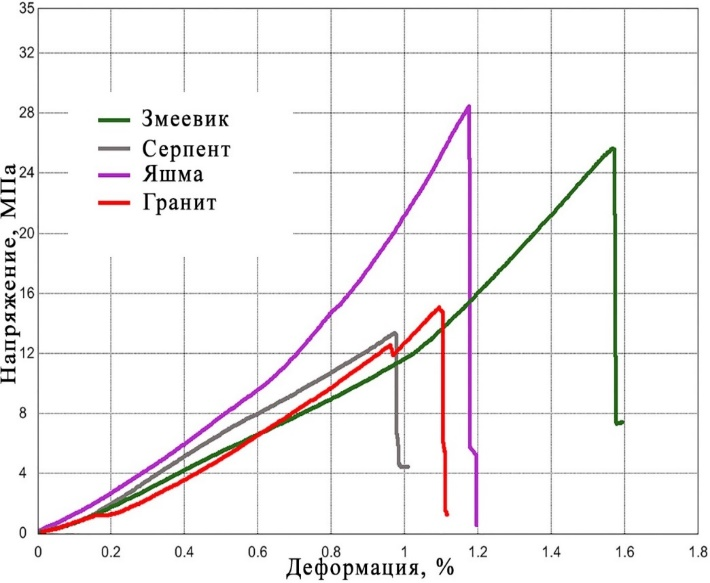 35
32
28
24
20
16
12
8
4
0
Напряжение, МПа
Змеевик
Серпент
Яшма
Гранит
0 0.2 0.4 0.6 0.8 1 1.2 1.4 1.6 1.8
Деформация, %